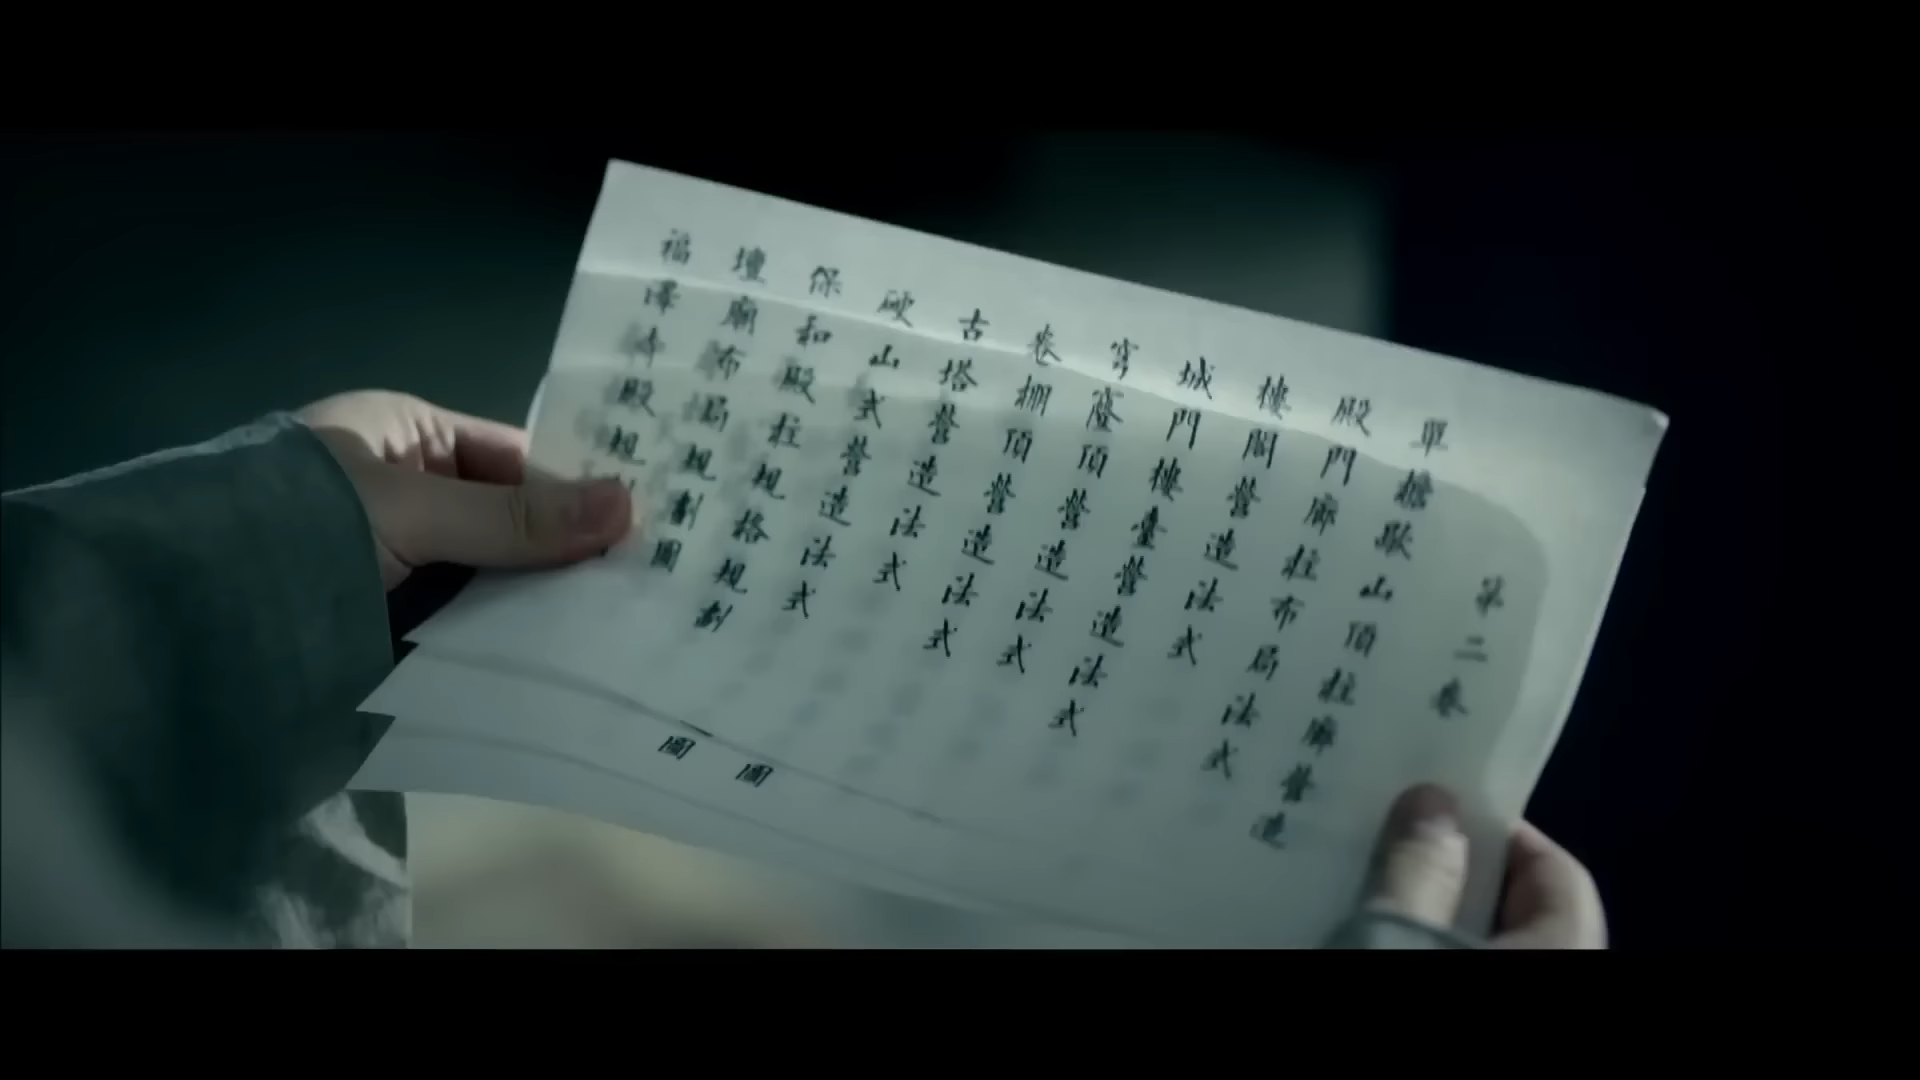 第二卷
單檐歇山頂柱廊營造
殿門廊柱布局法式
樓閣營造法式
城門樓臺營造法式
穹窿頂營造法式
卷棚頂營造法式
古塔營造法式
硬山式營造法式
保和殿柱規格規劃
壇廟布局規劃圖
福澤寺殿規
圖
圖